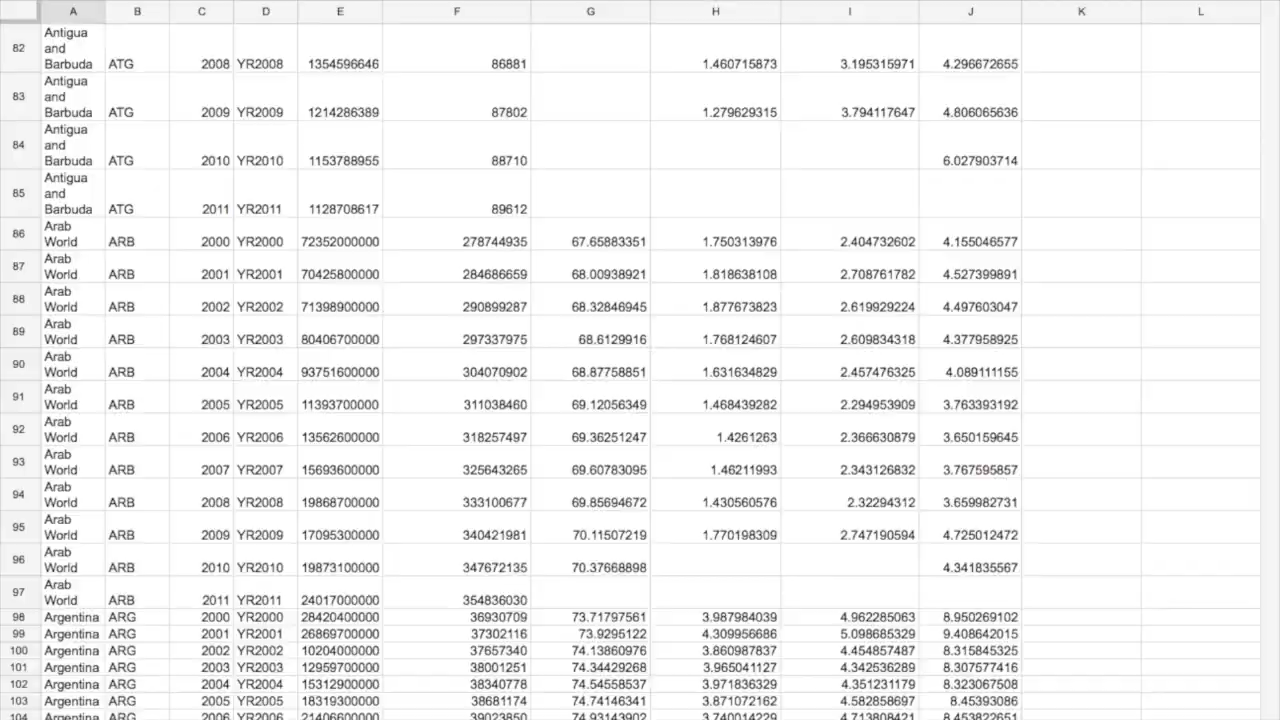 A B C D E F G H I J K L
82 Antigua and Barbuda ATG 2008 YR2008 1354596646 86881 1.460715873 3.195315971 4.296672655
83 Antigua and Barbuda ATG 2009 YR2009 1214286389 87802 1.279629315 3.794117647 4.806065636
84 Antigua and Barbuda ATG 2010 YR2010 1153788955 88710 6.027903714
85 Antigua and Barbuda ATG 2011 YR2011 1128708617 89612
86 Arab World ARB 2000 YR2000 72352000000 278744935 67.65883351 1.750313976 2.404732602 4.155046577
87 Arab World ARB 2001 YR2001 70425800000 284686659 68.00938921 1.818638108 2.708761782 4.527399891
88 Arab World ARB 2002 YR2002 71398900000 290899287 68.32846945 1.877673823 2.619929224 4.497603047
89 Arab World ARB 2003 YR2003 80406700000 297337975 68.6129916 1.768124607 2.609834318 4.377958925
90 Arab World ARB 2004 YR2004 93751600000 304070902 68.87758851 1.631634829 2.457476325 4.089111155
91 Arab World ARB 2005 YR2005 11393700000 311038460 69.12056349 1.468439282 2.294953909 3.763393192
92 Arab World ARB 2006 YR2006 13562600000 318257497 69.36251247 1.4261263 2.366630879 3.650159645
93 Arab World ARB 2007 YR2007 15693600000 325643265 69.60783095 1.46211993 2.343126832 3.767595857
94 Arab World ARB 2008 YR2008 19868700000 333100677 69.85694672 1.430560576 2.32294312 3.659982731
95 Arab World ARB 2009 YR2009 17095300000 340421981 70.11507219 1.770198309 2.747190594 4.725012472
96 Arab World ARB 2010 YR2010 19873100000 347672135 70.37668898 4.341835567
97 Arab World ARB 2011 YR2011 24017000000 354836030
98 Argentina ARG 2000 YR2000 28420400000 36930709 73.71797561 3.987984039 4.962285063 8.950269102
99 Argentina ARG 2001 YR2001 26869700000 37302116 73.9295122 4.309956686 5.098685329 9.408642015
100 Argentina ARG 2002 YR2002 10204000000 37657340 74.13860976 3.860987837 4.454857487 8.315845325
101 Argentina ARG 2003 YR2003 12959700000 38001251 74.34429268 3.965041127 4.342536289 8.307577416
102 Argentina ARG 2004 YR2004 15312900000 38340778 74.54558537 3.971836329 4.351231179 8.323067508
103 Argentina ARG 2005 YR2005 18319300000 38681174 74.74146341 3.871072162 4.582858697 8.45393086
104 Argentina ARG 2006 YR2006 21406600000 39023850 74.93143902 3.740014229 4.713808421 8.453822651